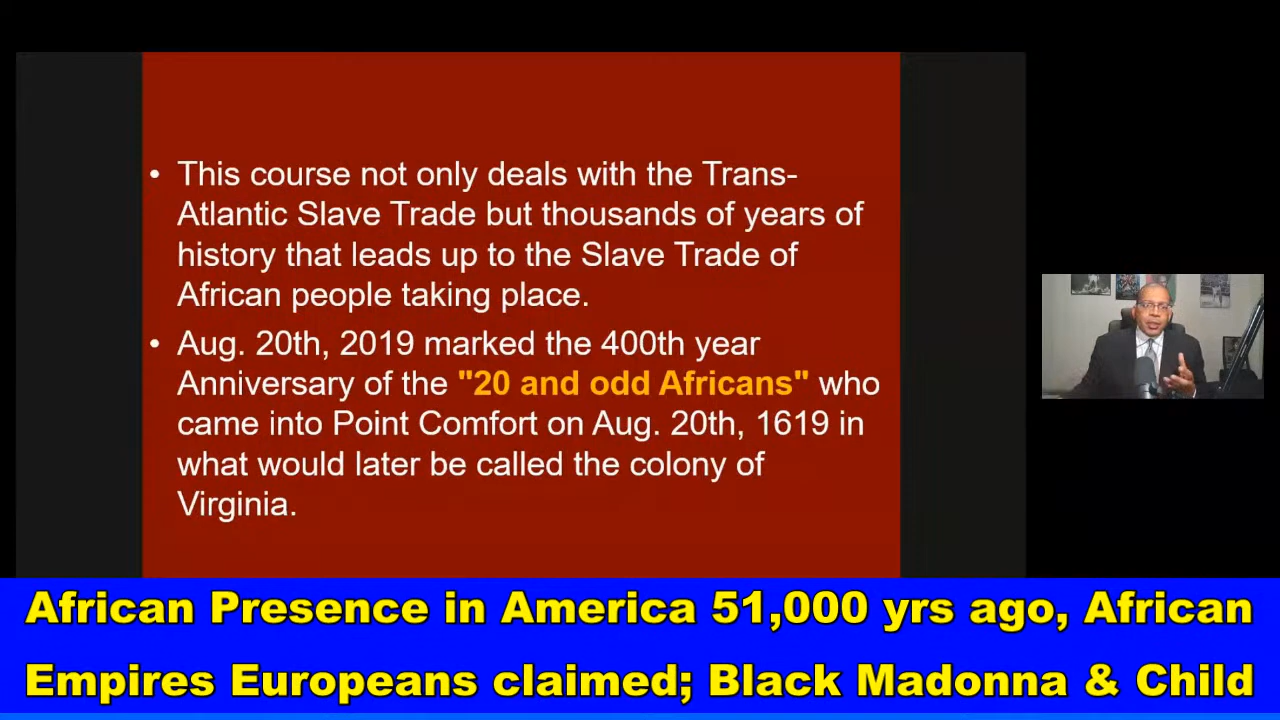 • This course not only deals with the Trans-
Atlantic Slave Trade but thousands of years of
history that leads up to the Slave Trade of
African people taking place.
• Aug. 20th, 2019 marked the 400th year
Anniversary of the "20 and odd Africans" who
came into Point Comfort on Aug. 20th, 1619 in
what would later be called the colony of
Virginia.
African Presence in America 51,000 yrs ago, African
Empires Europeans claimed; Black Madonna & Child